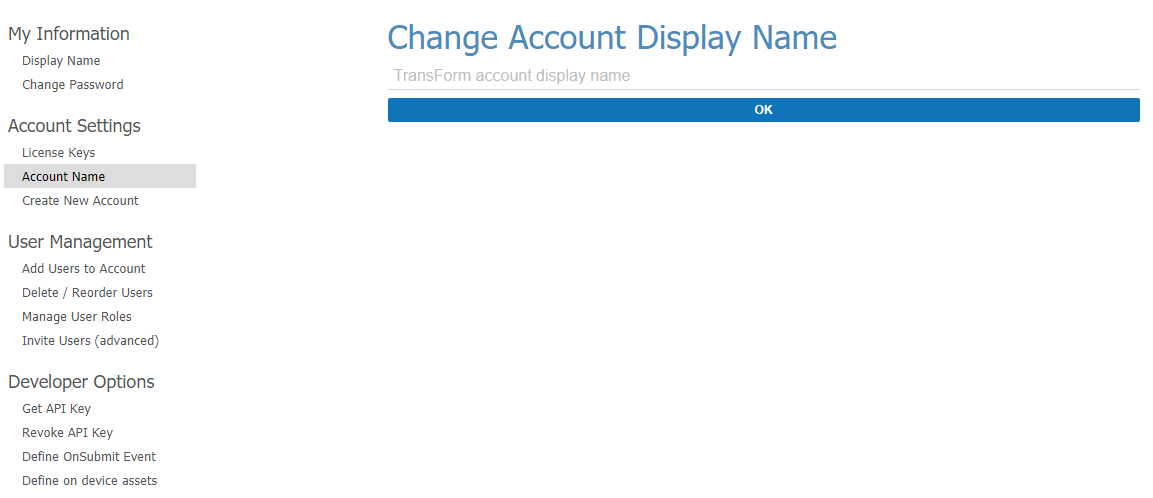 My Information
Display Name
Change Password
Account Settings
License Keys
Account Name
Create New Account
User Management
Add Users to Account
Delete / Reorder Users
Manage User Roles
Invite Users (advanced)
Developer Options
Get API Key
Revoke API Key
Define OnSubmit Event
Define on device assets
Change Account Display Name
TransForm account display name
OK